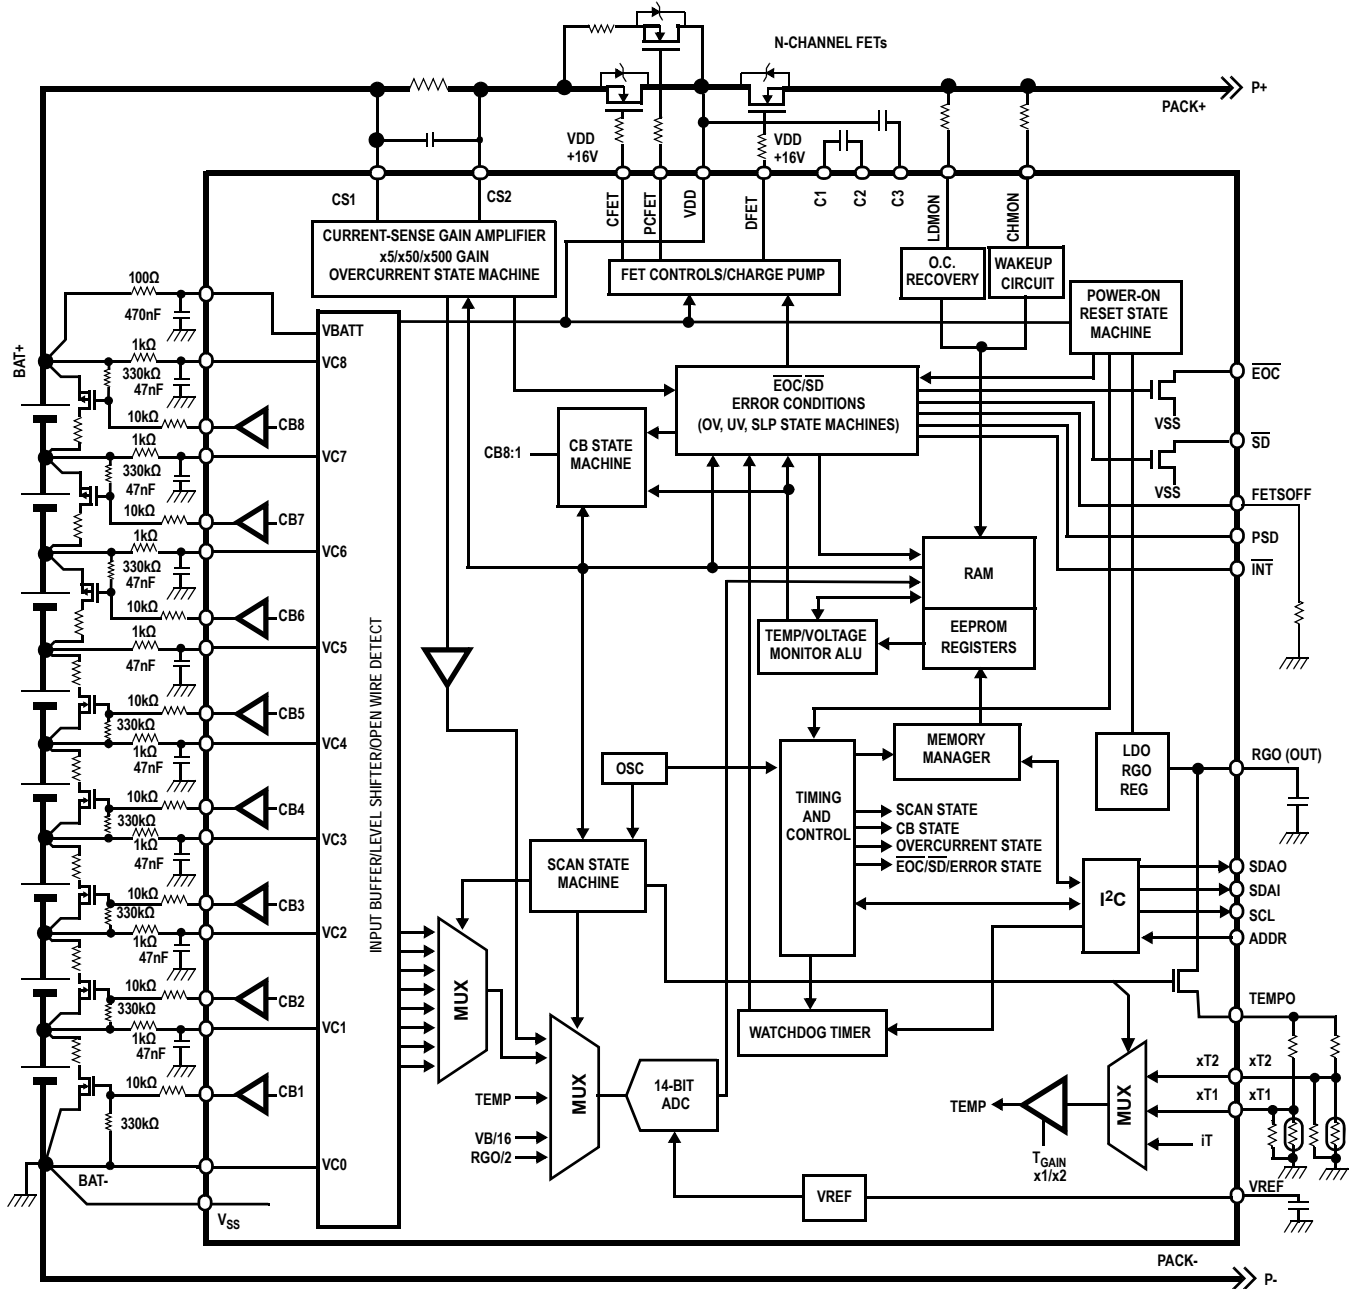 N-CHANNEL FETs
P+
PACK+
VDD
+16V
VDD
+16V
CS1
CS2
CFET
PCFET
VDD
DFET
C1
C2
C3
LDMON
CHMON
CURRENT-SENSE GAIN AMPLIFIER
x5/x50/x500 GAIN
OVERCURRENT STATE MACHINE
FET CONTROLS/CHARGE PUMP
O.C.
RECOVERY
WAKEUP
CIRCUIT
POWER-ON
RESET STATE
MACHINE
100Ω
470nF
VBATT
BAT+
1kΩ
VC8
330kΩ
47nF
10kΩ
CB8
1kΩ
VC7
330kΩ
47nF
10kΩ
CB7
1kΩ
VC6
330kΩ
47nF
10kΩ
CB6
1kΩ
VC5
47nF
10kΩ
CB5
330kΩ
VC4
1kΩ
47nF
10kΩ
CB4
330kΩ
VC3
1kΩ
47nF
10kΩ
CB3
330kΩ
VC2
1kΩ
47nF
10kΩ
CB2
330kΩ
VC1
1kΩ
47nF
10kΩ
CB1
330kΩ
VC0
BAT-
VSS
INPUT BUFFER/LEVEL SHIFTER/OPEN WIRE DETECT
EOC/SD
ERROR CONDITIONS
(OV, UV, SLP STATE MACHINES)
CB STATE
MACHINE
CB8:1
EOC
VSS
SD
VSS
FETSOFF
PSD
INT
RAM
EEPROM
REGISTERS
TEMP/VOLTAGE
MONITOR ALU
MEMORY
MANAGER
LDO
RGO
REG
RGO (OUT)
OSC
TIMING
AND
CONTROL
SCAN STATE
CB STATE
OVERCURRENT STATE
EOC/SD/ERROR STATE
SCAN STATE
MACHINE
I2C
SDAO
SDAI
SCL
ADDR
MUX
WATCHDOG TIMER
TEMPO
MUX
14-BIT
ADC
TEMP
VB/16
RGO/2
TEMP
TGAIN
x1/x2
MUX
xT2
xT2
xT1
xT1
iT
VREF
VREF
PACK-
P-